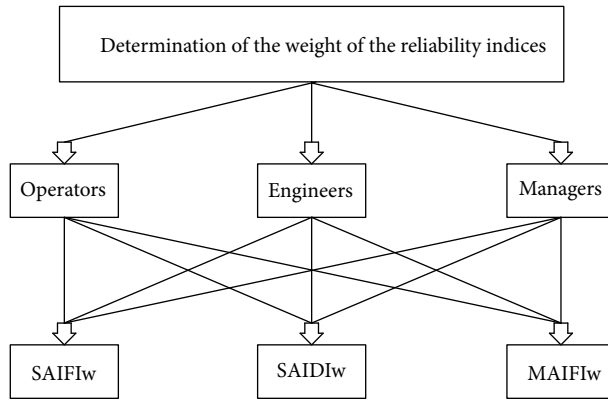 Determination of the weight of the reliability indices
Operators
Engineers
Managers
SAIFIw
SAIDIw
MAIFIw